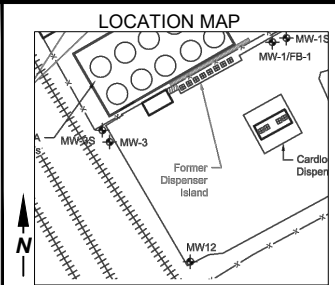 LOCATION MAP
MW-1S
MW-1/FB-1
A
s
MW-3S
MW-3
Former
Dispenser
Island
Cardlo
Dispen
MW12
N